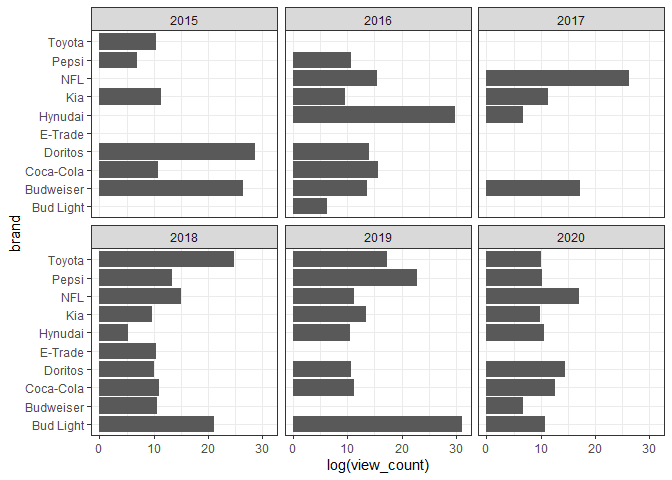 2015 2016 2017
Toyota
Pepsi
NFL
Kia
Hynudai
E-Trade
Doritos
Coca-Cola
Budweiser
Bud Light
brand
2018 2019 2020
Toyota
Pepsi
NFL
Kia
Hynudai
E-Trade
Doritos
Coca-Cola
Budweiser
Bud Light
0 10 20 30 0 10 20 30 0 10 20 30
log(view_count)